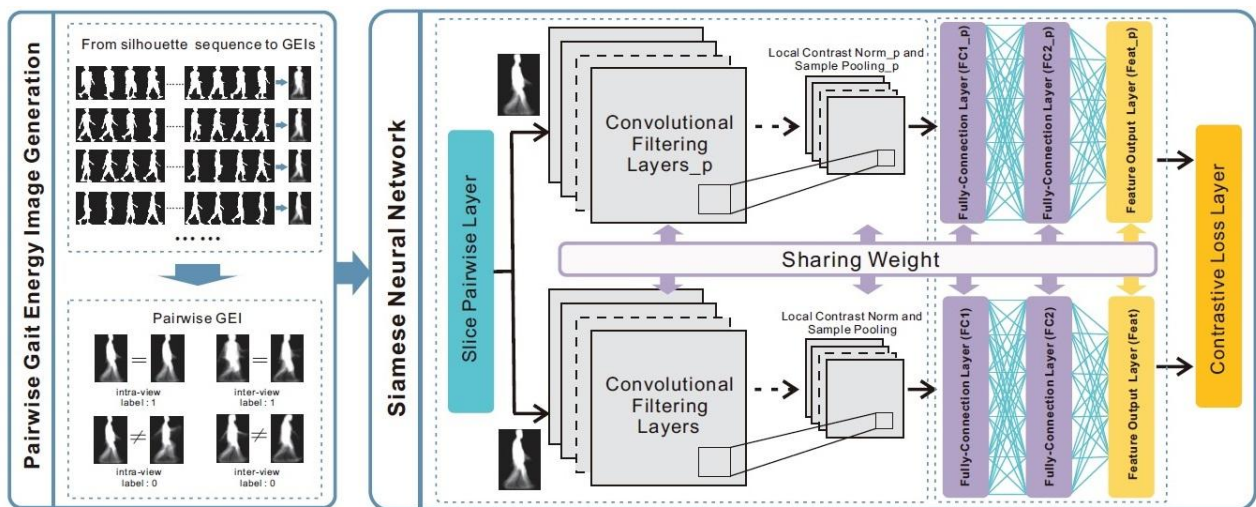 Pairwise Gait Energy Image Generation
From silhouette sequence to GEIs
... ...
Pairwise GEI
=
=
intra-view
label : 1
inter-view
label : 1
≠
≠
intra-view
label : 0
inter-view
label : 0
Siamese Neural Network
Slice Pairwise Layer
Convolutional
Filtering
Layers_p
Local Contrast Norm_p and
Sample Pooling_p
Fully-Connection Layer (FC1_p)
Fully-Connection Layer (FC2_p)
Feature Output Layer (Feat_p)
Sharing Weight
Convolutional
Filtering
Layers
Local Contrast Norm and
Sample Pooling
Fully-Connection Layer (FC1)
Fully-Connection Layer (FC2)
Feature Output Layer (Feat)
Contrastive Loss Layer